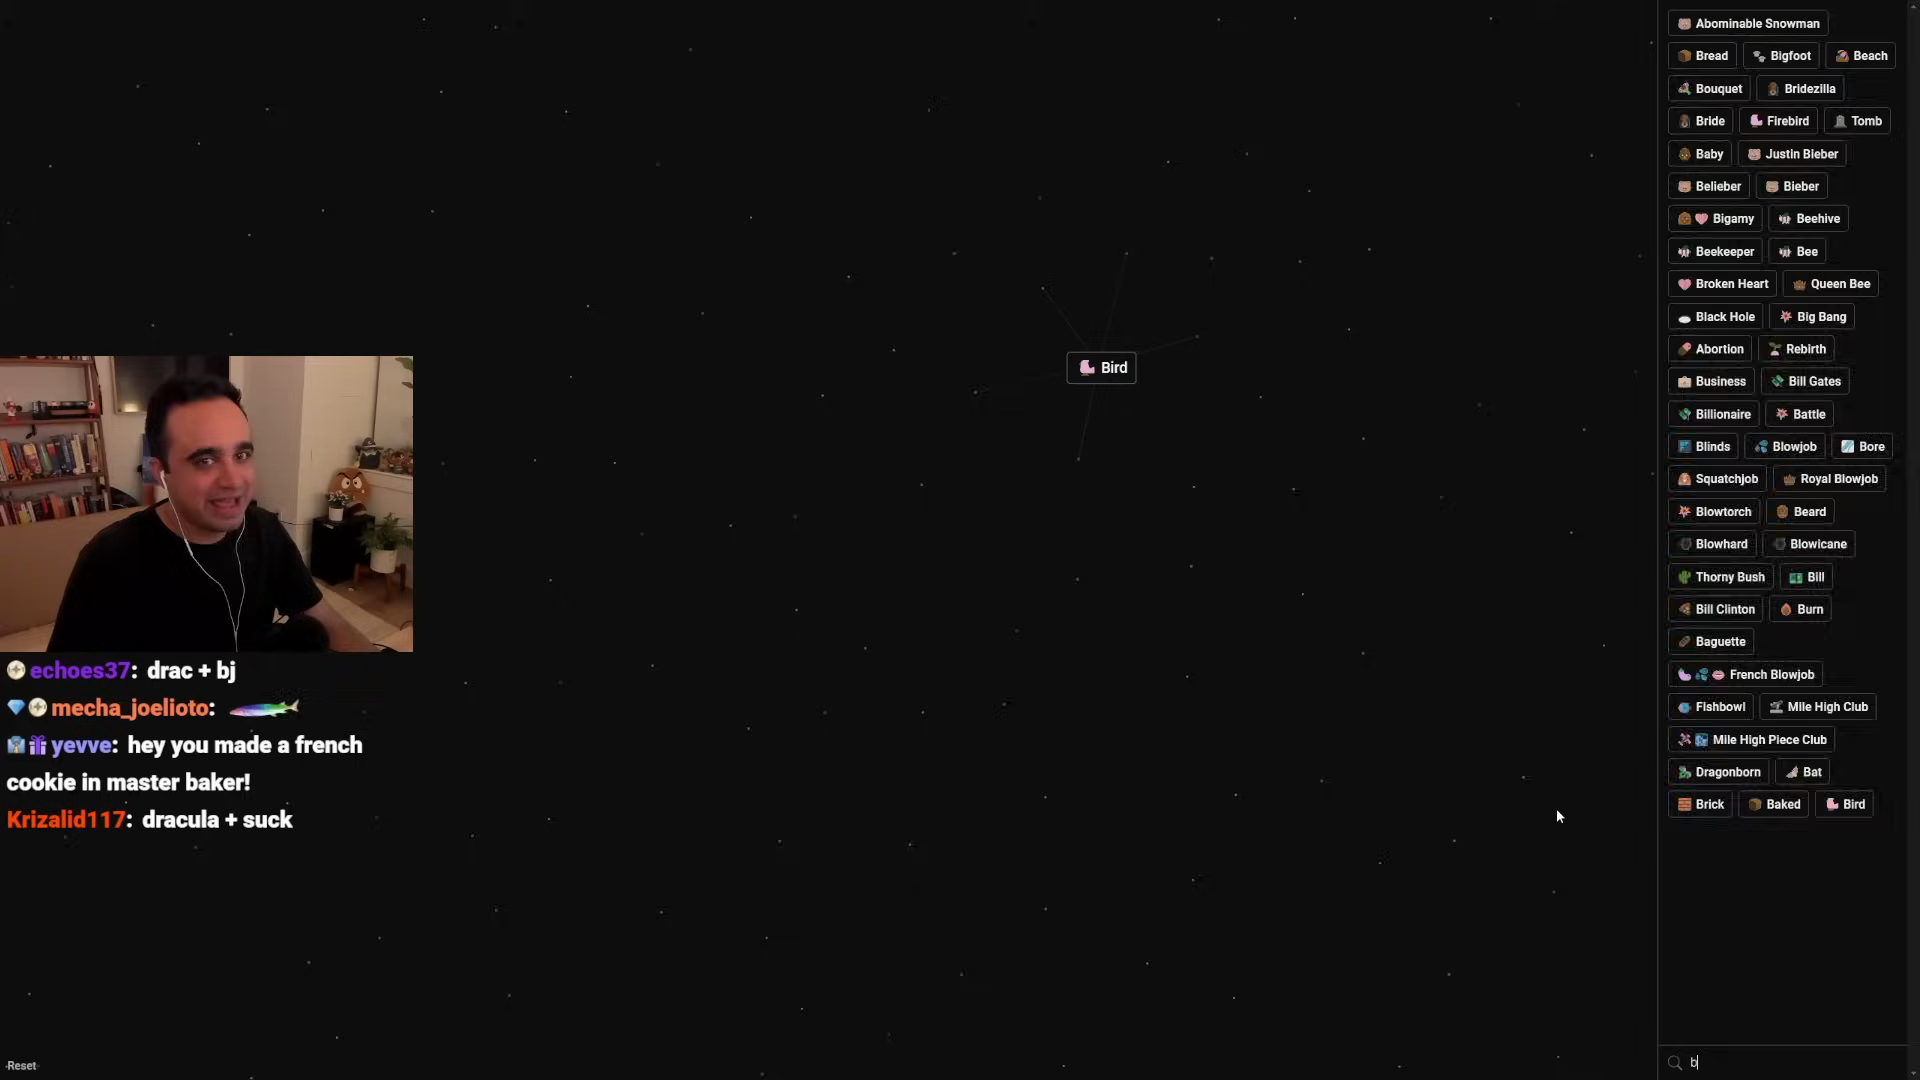 Abominable Snowman
Bread Bigfoot Beach
Bouquet Bridezilla
Bride Firebird Tomb
Baby Justin Bieber
Belieber Bieber
Bigamy Beehive
Beekeeper Bee
Broken Heart Queen Bee
Black Hole Big Bang
Abortion Rebirth
Business Bill Gates
Billionaire Battle
Blinds Blowjob Bore
Squatchjob Royal Blowjob
Blowtorch Beard
Blowhard Blowicane
Thorny Bush Bill
Bill Clinton Burn
Baguette
French Blowjob
Fishbowl Mile High Club
Mile High Piece Club
Dragonborn Bat
Brick Baked Bird
Bird
echoes37: drac + bj
mecha_joelioto:
yevve: hey you made a french
cookie in master baker!
Krizalid117: dracula + suck
Reset
b